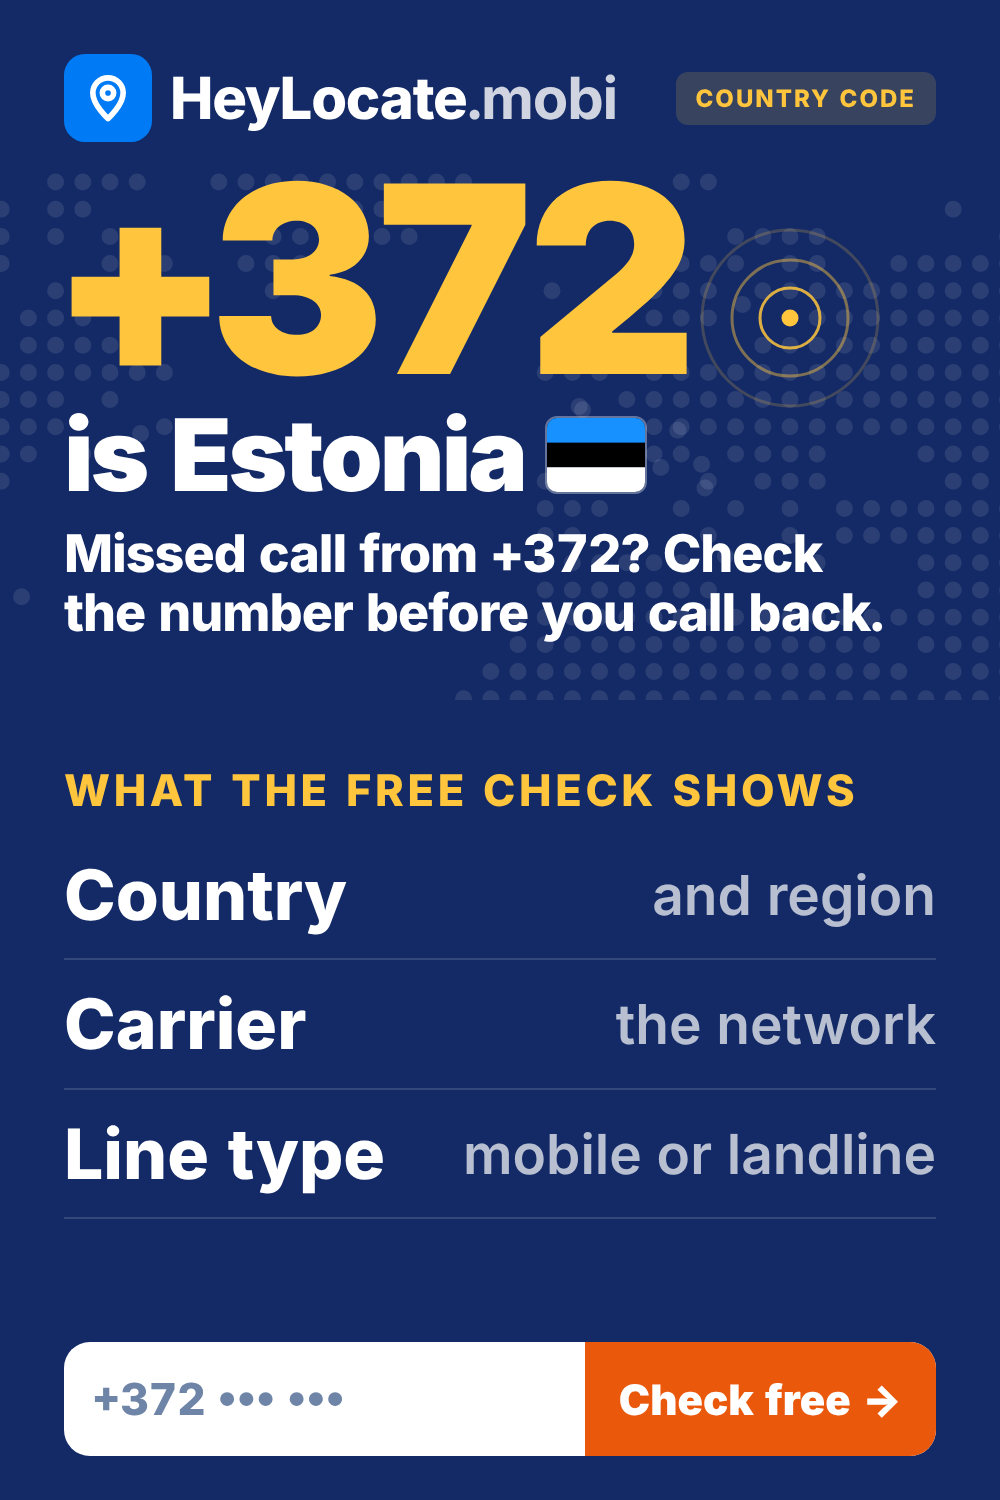 HeyLocate.mobi
COUNTRY CODE
+372
is Estonia
Missed call from +372? Check
the number before you call back.
WHAT THE FREE CHECK SHOWS
Country and region
Carrier the network
Line type mobile or landline
+372 ••• •••
Check free →